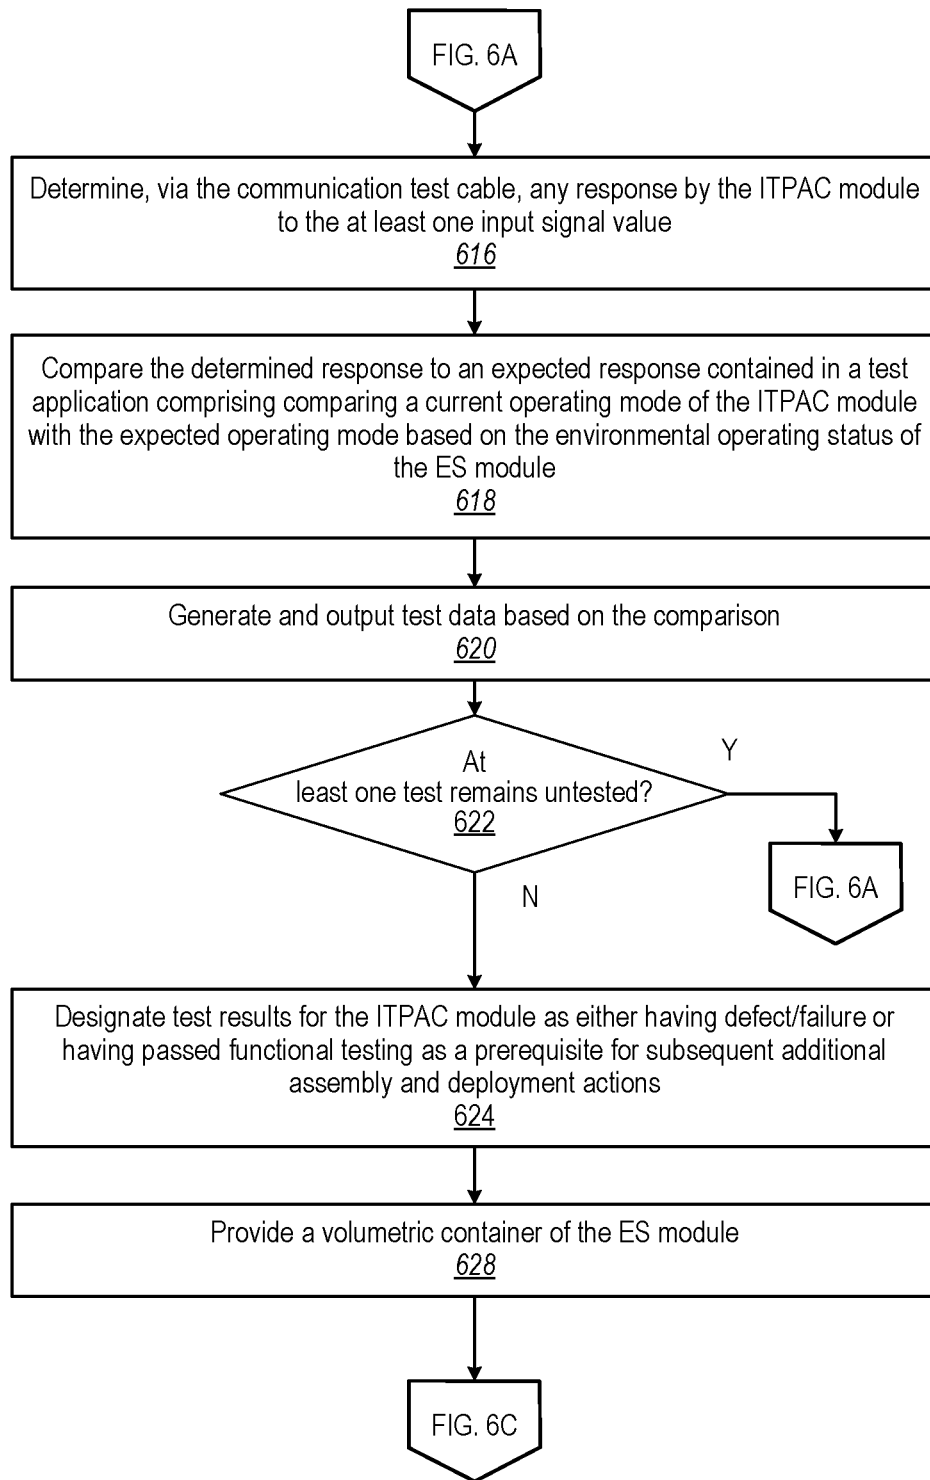 FIG. 6A
Determine, via the communication test cable, any response by the ITPAC module
to the at least one input signal value
616
Compare the determined response to an expected response contained in a test
application comprising comparing a current operating mode of the ITPAC module
with the expected operating mode based on the environmental operating status of
the ES module
618
Generate and output test data based on the comparison
620
At
least one test remains untested?
622
Y
FIG. 6A
N
Designate test results for the ITPAC module as either having defect/failure or
having passed functional testing as a prerequisite for subsequent additional
assembly and deployment actions
624
Provide a volumetric container of the ES module
628
FIG. 6C